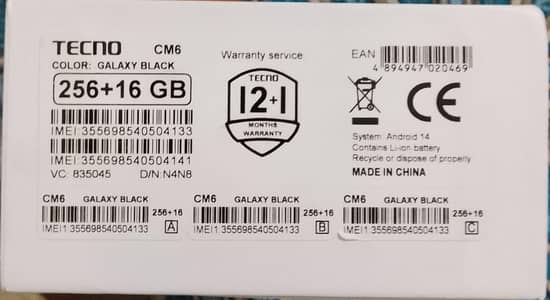 TECNO CM6
COLOR: GALAXY BLACK
256+16 GB
IMEI:355698540504133
IMEI:355698540504141
VC: 835045 D/N:N4N8
Warranty service
TECNO
12+1
MONTHS
WARRANTY
EAN
4 894947 020469
CE
System: Android 14
Contains Li-ion battery
Recycle or dispose of properly
MADE IN CHINA
CM6 GALAXY BLACK
256+16
IMEI1:355698540504133 A
CM6 GALAXY BLACK
256+16
IMEI1:355698540504133 B
CM6 GALAXY BLACK
256+16
IMEI1:355698540504133 C